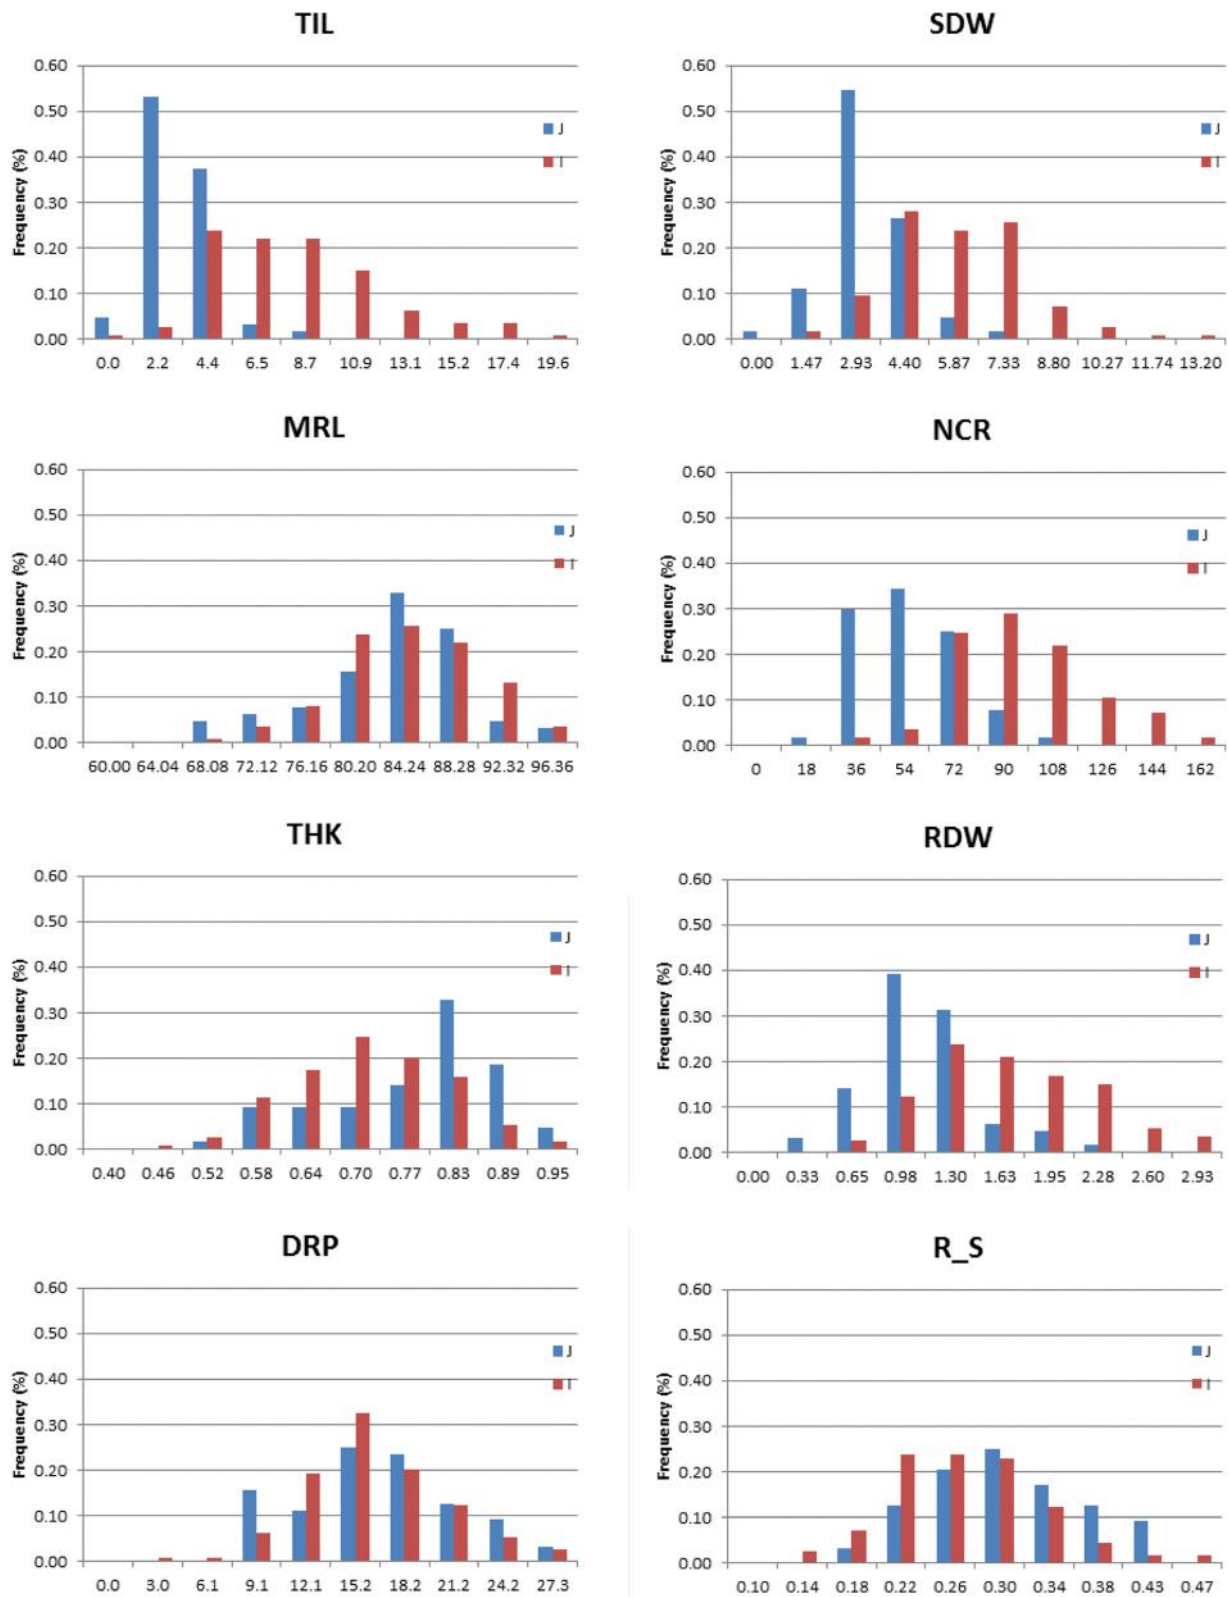 TIL
0.60
0.50
0.40
0.30
0.20
0.10
0.00
Frequency (%)
J
I
0.0 2.2 4.4 6.5 8.7 10.9 13.1 15.2 17.4 19.6
SDW
0.60
0.50
0.40
0.30
0.20
0.10
0.00
Frequency (%)
J
I
0.00 1.47 2.93 4.40 5.87 7.33 8.80 10.27 11.74 13.20
MRL
0.60
0.50
0.40
0.30
0.20
0.10
0.00
Frequency (%)
J
I
60.00 64.04 68.08 72.12 76.16 80.20 84.24 88.28 92.32 96.36
NCR
0.60
0.50
0.40
0.30
0.20
0.10
0.00
Frequency (%)
J
I
0 18 36 54 72 90 108 126 144 162
THK
0.60
0.50
0.40
0.30
0.20
0.10
0.00
Frequency (%)
J
I
0.40 0.46 0.52 0.58 0.64 0.70 0.77 0.83 0.89 0.95
RDW
0.60
0.50
0.40
0.30
0.20
0.10
0.00
Frequency (%)
J
I
0.00 0.33 0.65 0.98 1.30 1.63 1.95 2.28 2.60 2.93
DRP
0.60
0.50
0.40
0.30
0.20
0.10
0.00
Frequency (%)
J
I
0.0 3.0 6.1 9.1 12.1 15.2 18.2 21.2 24.2 27.3
R_S
0.60
0.50
0.40
0.30
0.20
0.10
0.00
Frequency (%)
J
I
0.10 0.14 0.18 0.22 0.26 0.30 0.34 0.38 0.43 0.47